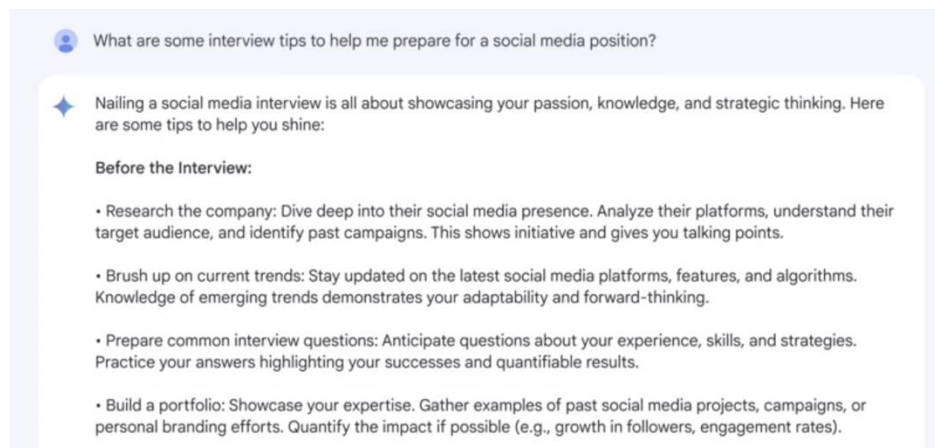 What are some interview tips to help me prepare for a social media position?
Nailing a social media interview is all about showcasing your passion, knowledge, and strategic thinking. Here
are some tips to help you shine:
Before the Interview:
• Research the company: Dive deep into their social media presence. Analyze their platforms, understand their
target audience, and identify past campaigns. This shows initiative and gives you talking points.
• Brush up on current trends: Stay updated on the latest social media platforms, features, and algorithms.
Knowledge of emerging trends demonstrates your adaptability and forward-thinking.
• Prepare common interview questions: Anticipate questions about your experience, skills, and strategies.
Practice your answers highlighting your successes and quantifiable results.
• Build a portfolio: Showcase your expertise. Gather examples of past social media projects, campaigns, or
personal branding efforts. Quantify the impact if possible (e.g., growth in followers, engagement rates).